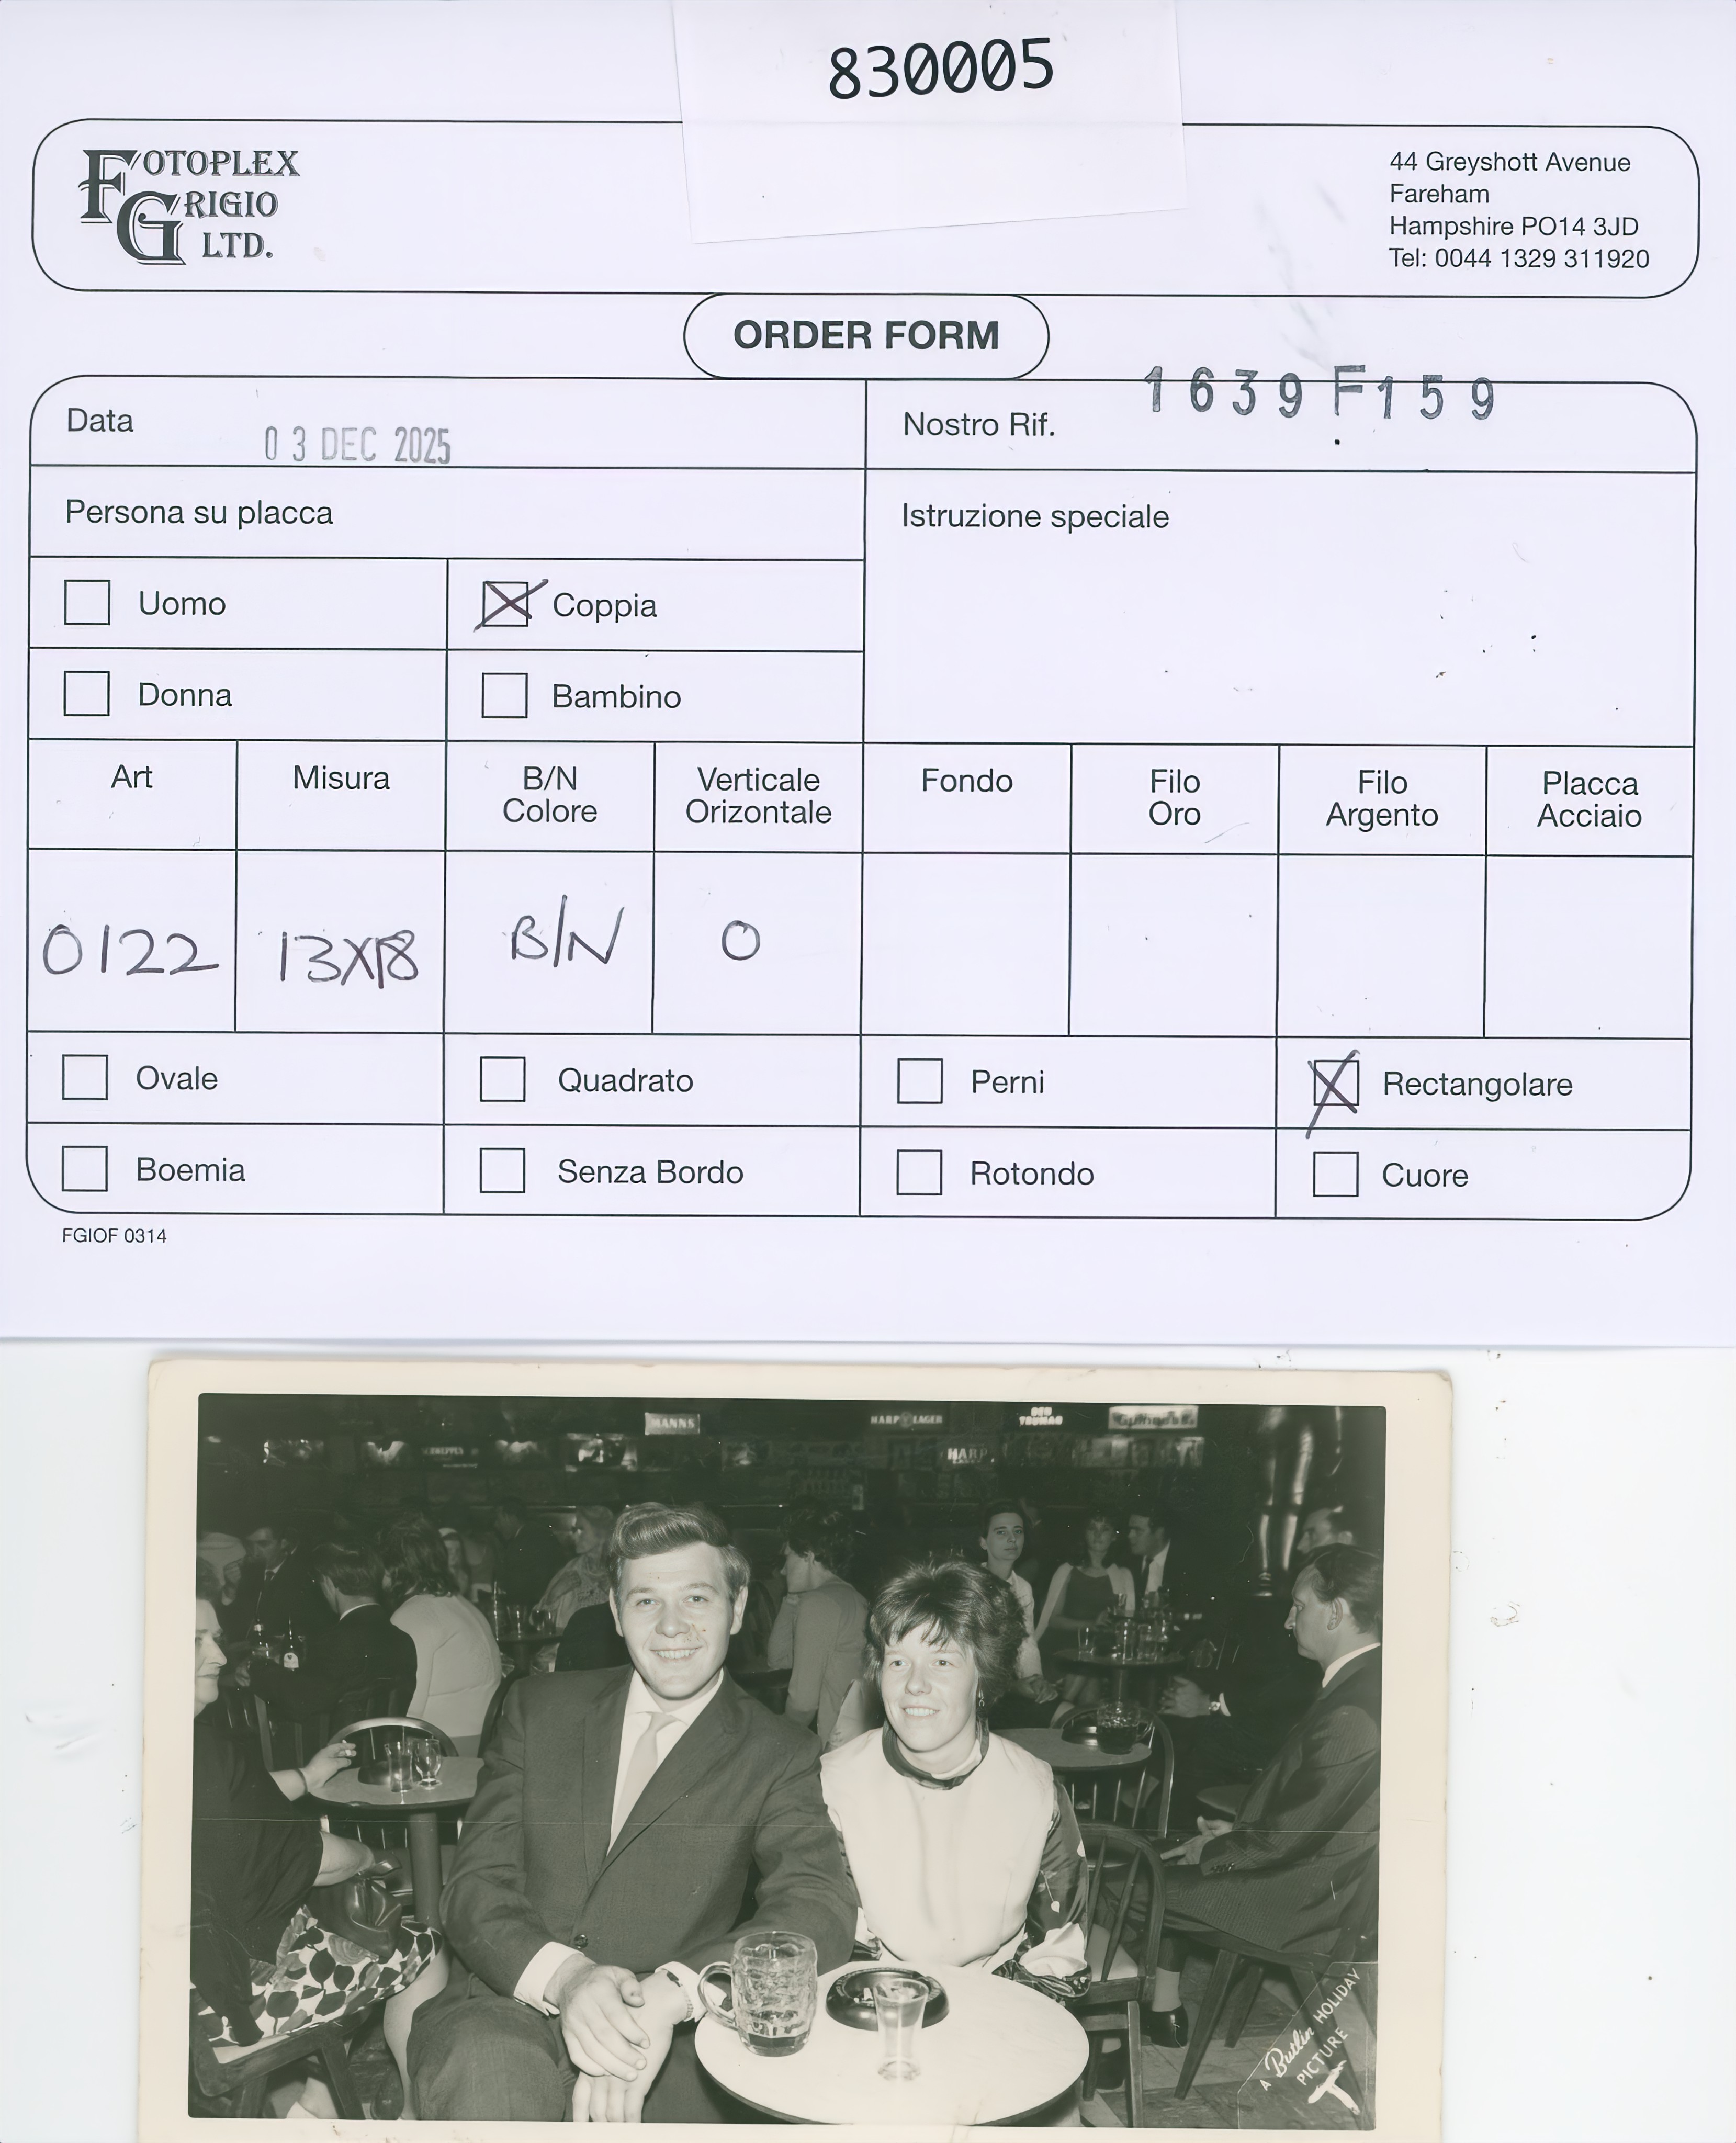 830005
FOTOPLEX
GRIGIO
LTD.
44 Greyshott Avenue
Fareham
Hampshire PO14 3JD
Tel: 0044 1329 311920
ORDER FORM
Data 03 DEC 2025
Nostro Rif. 1639F159
Persona su placca
Istruzione speciale
Uomo
Coppia
Donna
Bambino
Art
Misura
B/N
Colore
Verticale
Orizontale
Fondo
Filo
Oro
Filo
Argento
Placca
Acciaio
0122
13X18
B/N
O
Ovale
Quadrato
Perni
Rectangolare
Boemia
Senza Bordo
Rotondo
Cuore
FGIOF 0314
MANNS
HARP LAGER
HARP
A Butlin HOLIDAY
PICTURE